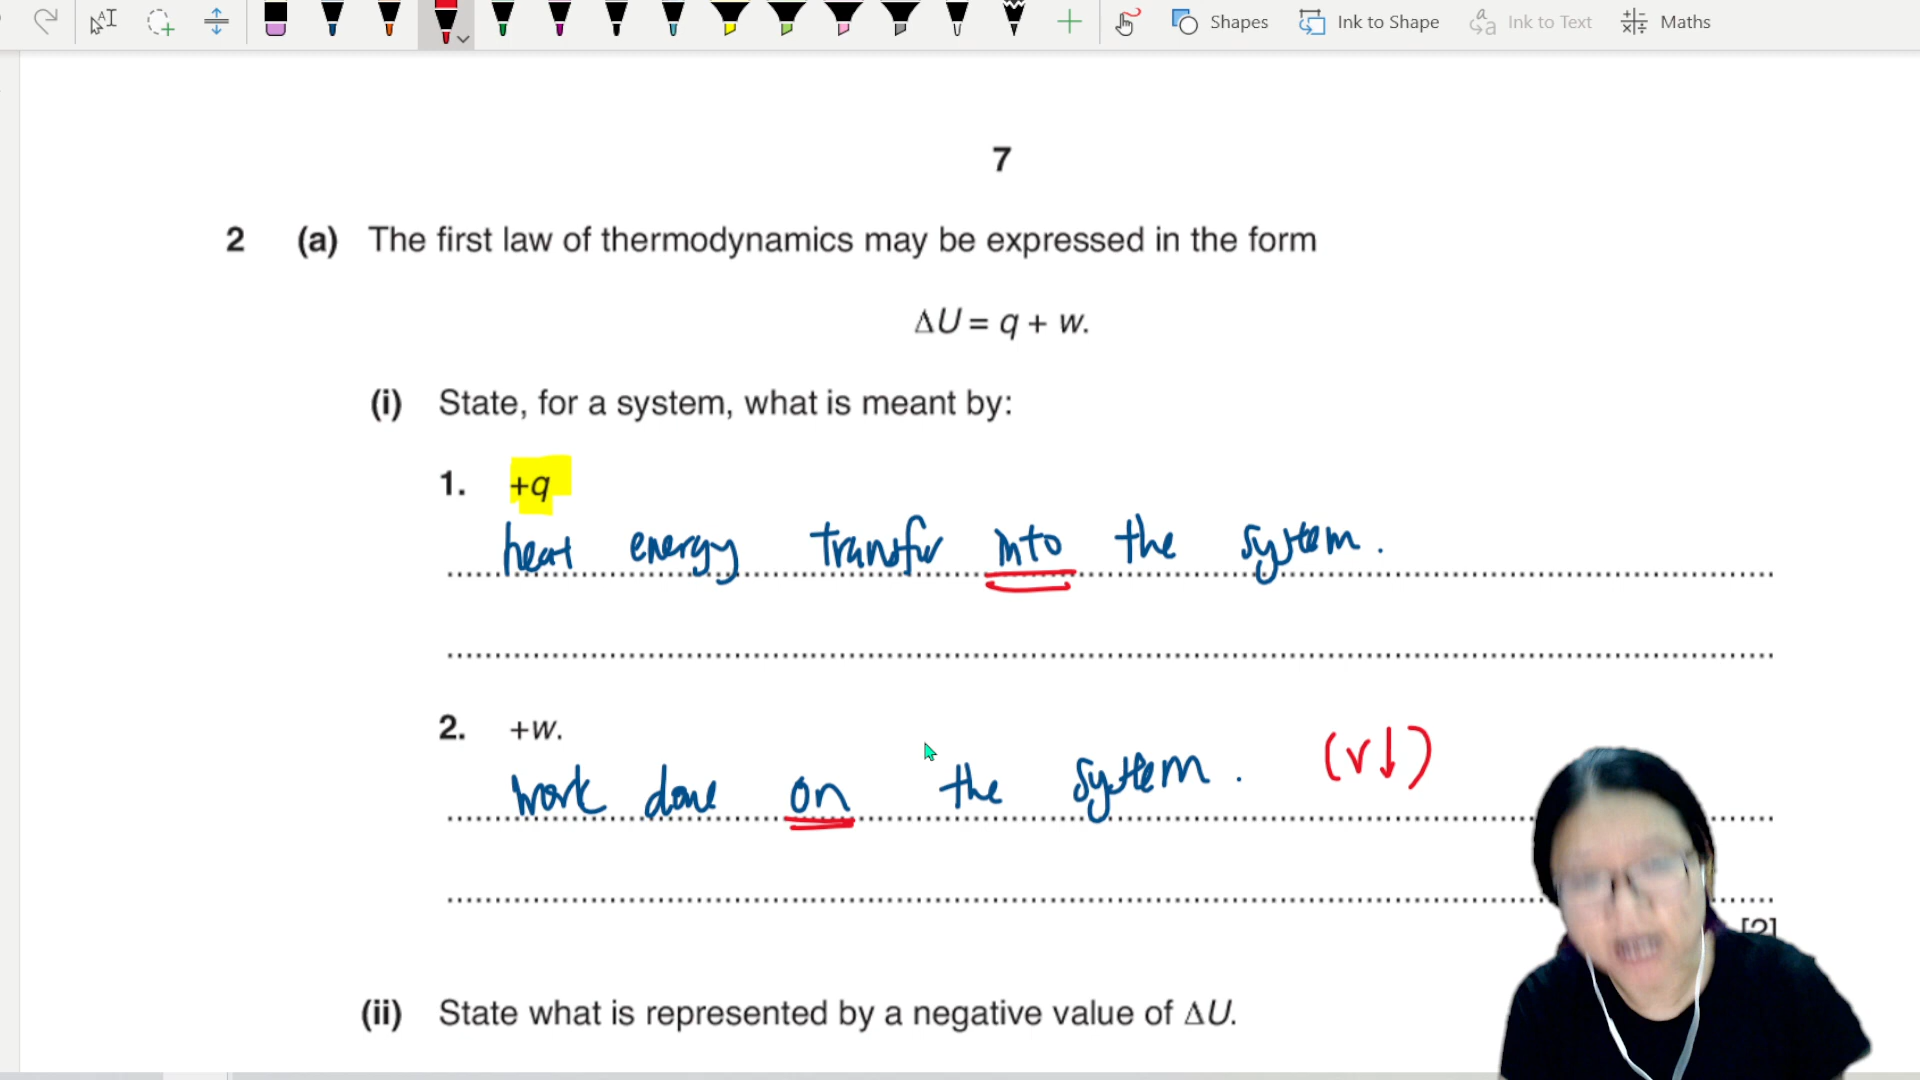 Shapes Ink to Shape Ink to Text Maths
7
2 (a) The first law of thermodynamics may be expressed in the form
ΔU = q + w.
(i) State, for a system, what is meant by:
1. +q
heat energy transfer into the system.
2. +w.
work done on the system. (V↓)
[2]
(ii) State what is represented by a negative value of ΔU.